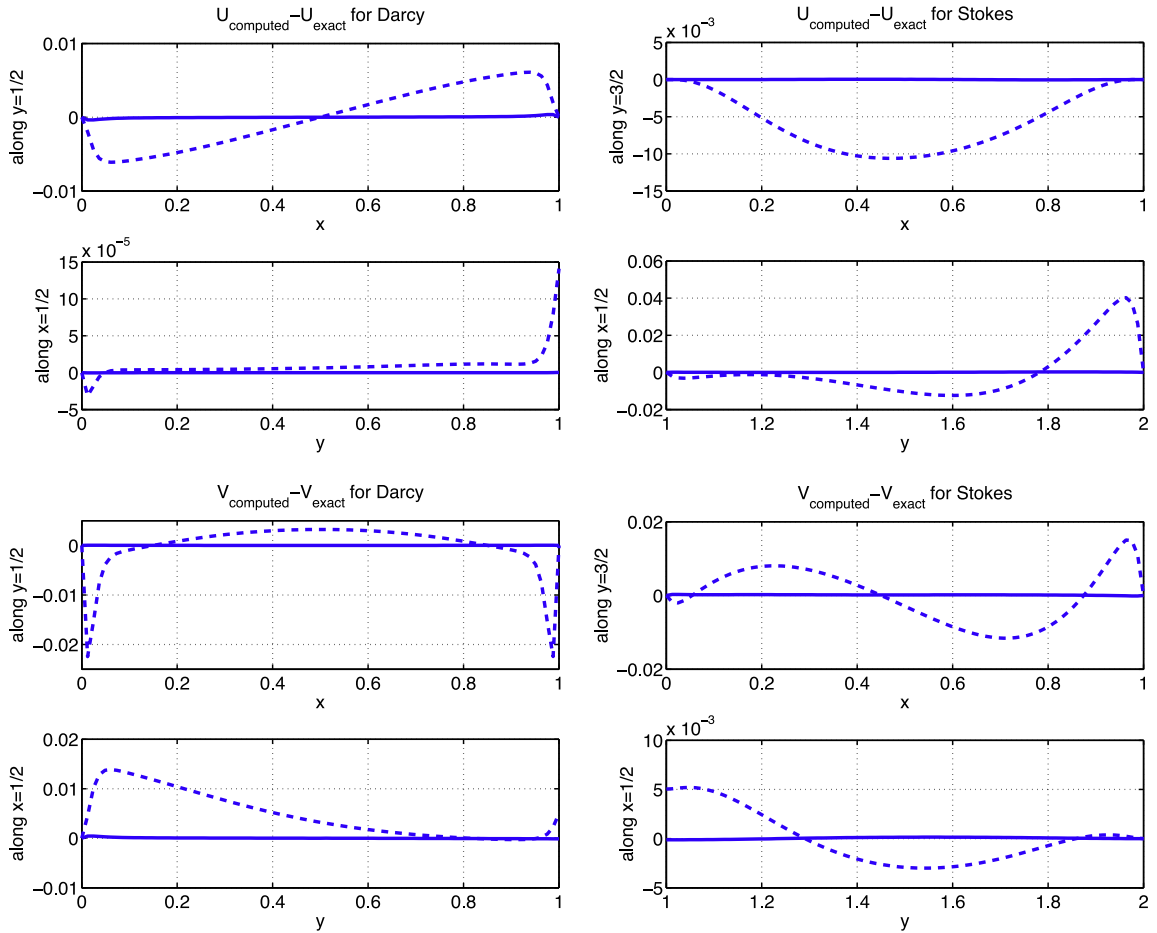 U_computed−U_exact for Darcy
0.01
0
−0.01
along y=1/2
0 0.2 0.4 0.6 0.8 1
x
x 10^−5
15
10
5
0
−5
along x=1/2
0 0.2 0.4 0.6 0.8 1
y
U_computed−U_exact for Stokes
x 10^−3
5
0
−5
−10
−15
along y=3/2
0 0.2 0.4 0.6 0.8 1
x
0.06
0.04
0.02
0
−0.02
along x=1/2
1 1.2 1.4 1.6 1.8 2
y
V_computed−V_exact for Darcy
0
−0.01
−0.02
along y=1/2
0 0.2 0.4 0.6 0.8 1
x
0.02
0.01
0
−0.01
along x=1/2
0 0.2 0.4 0.6 0.8 1
y
V_computed−V_exact for Stokes
0.02
0
−0.02
along y=3/2
0 0.2 0.4 0.6 0.8 1
x
x 10^−3
10
5
0
−5
along x=1/2
1 1.2 1.4 1.6 1.8 2
y